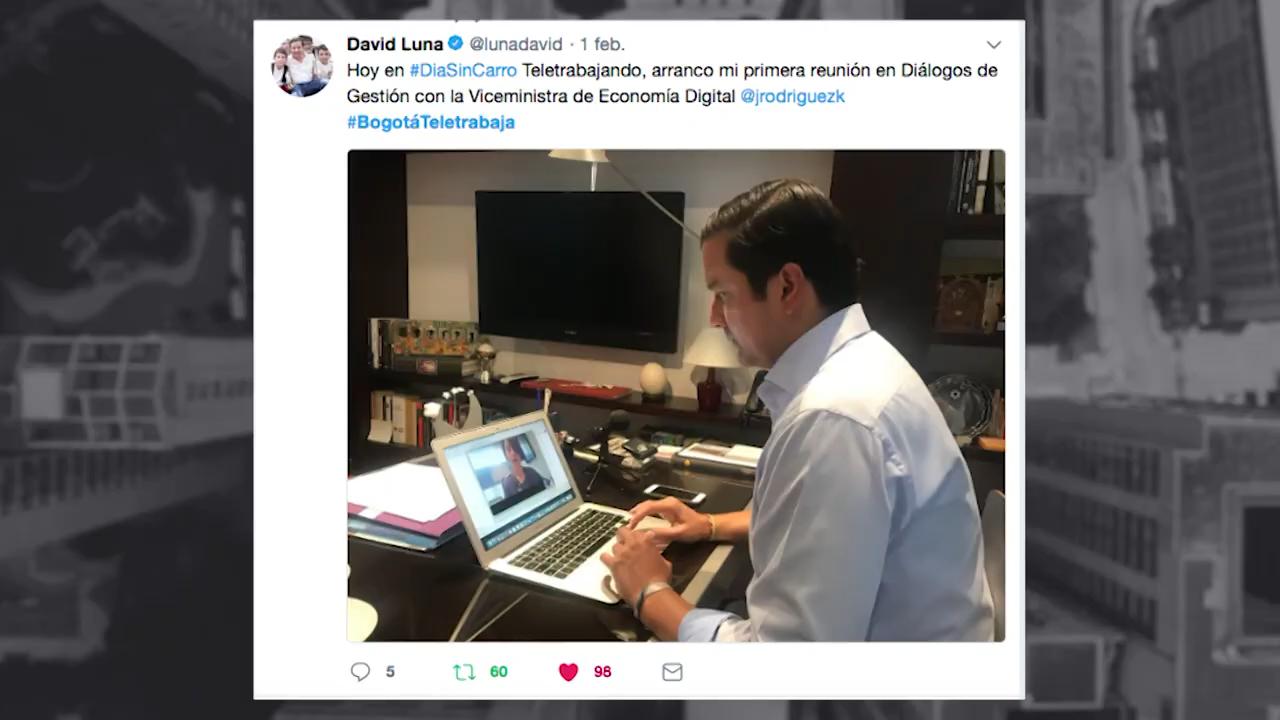 David Luna @lunadavid · 1 feb.
Hoy en #DiaSinCarro Teletrabajando, arranco mi primera reunión en Diálogos de
Gestión con la Viceministra de Economía Digital @jrodriguezk
#BogotáTeletrabaja
5 60 98